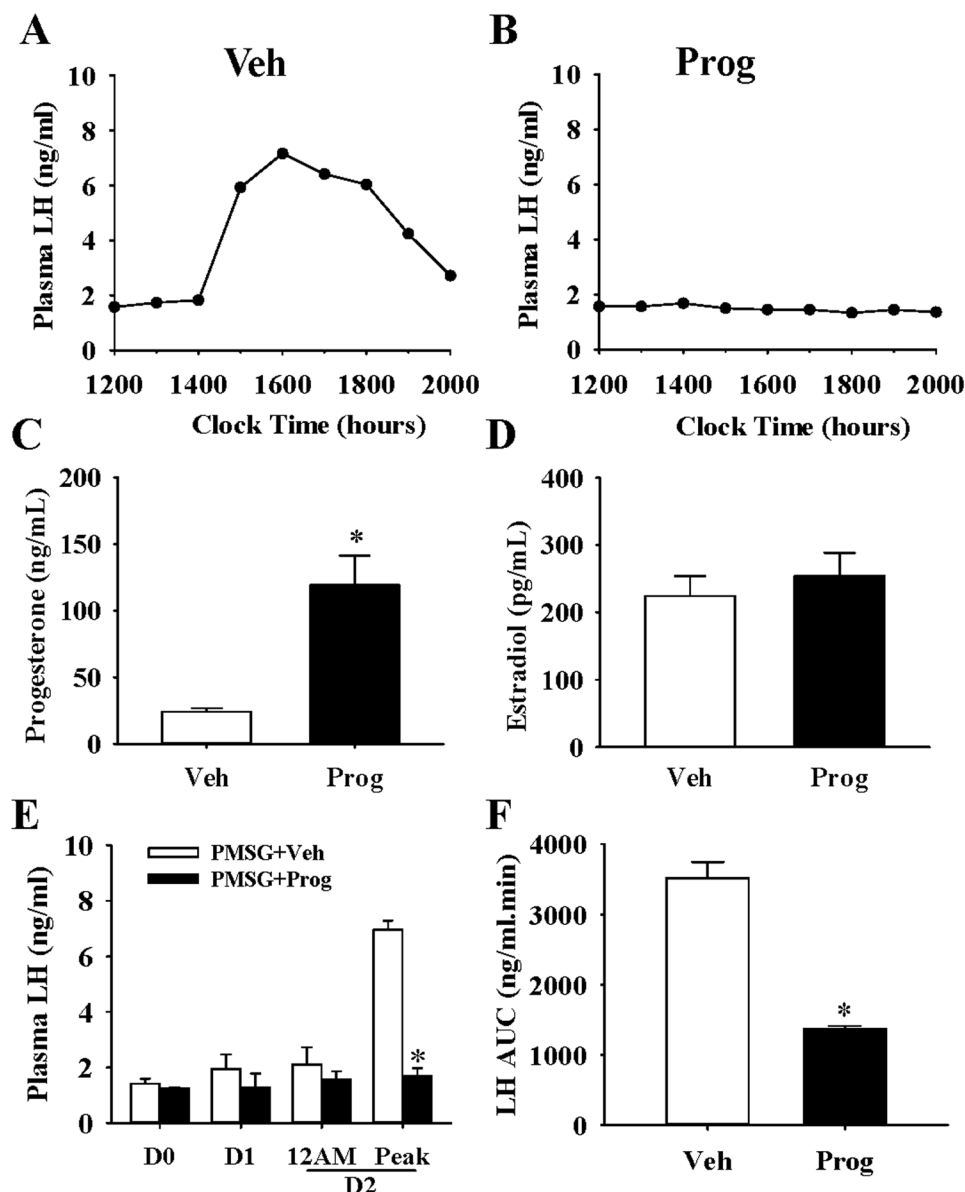 A
Veh
Plasma LH (ng/ml)
10
8
6
4
2
0
1200 1400 1600 1800 2000
Clock Time (hours)
B
Prog
Plasma LH (ng/ml)
10
8
6
4
2
0
1200 1400 1600 1800 2000
Clock Time (hours)
C
Progesterone (ng/mL)
200
150
100
50
0
*
Veh Prog
D
Estradiol (pg/mL)
400
300
200
100
0
Veh Prog
E
Plasma LH (ng/ml)
10
8
6
4
2
0
PMSG+Veh
PMSG+Prog
*
D0 D1 12AM Peak
D2
F
LH AUC (ng/ml.min)
4000
3000
2000
1000
0
*
Veh Prog